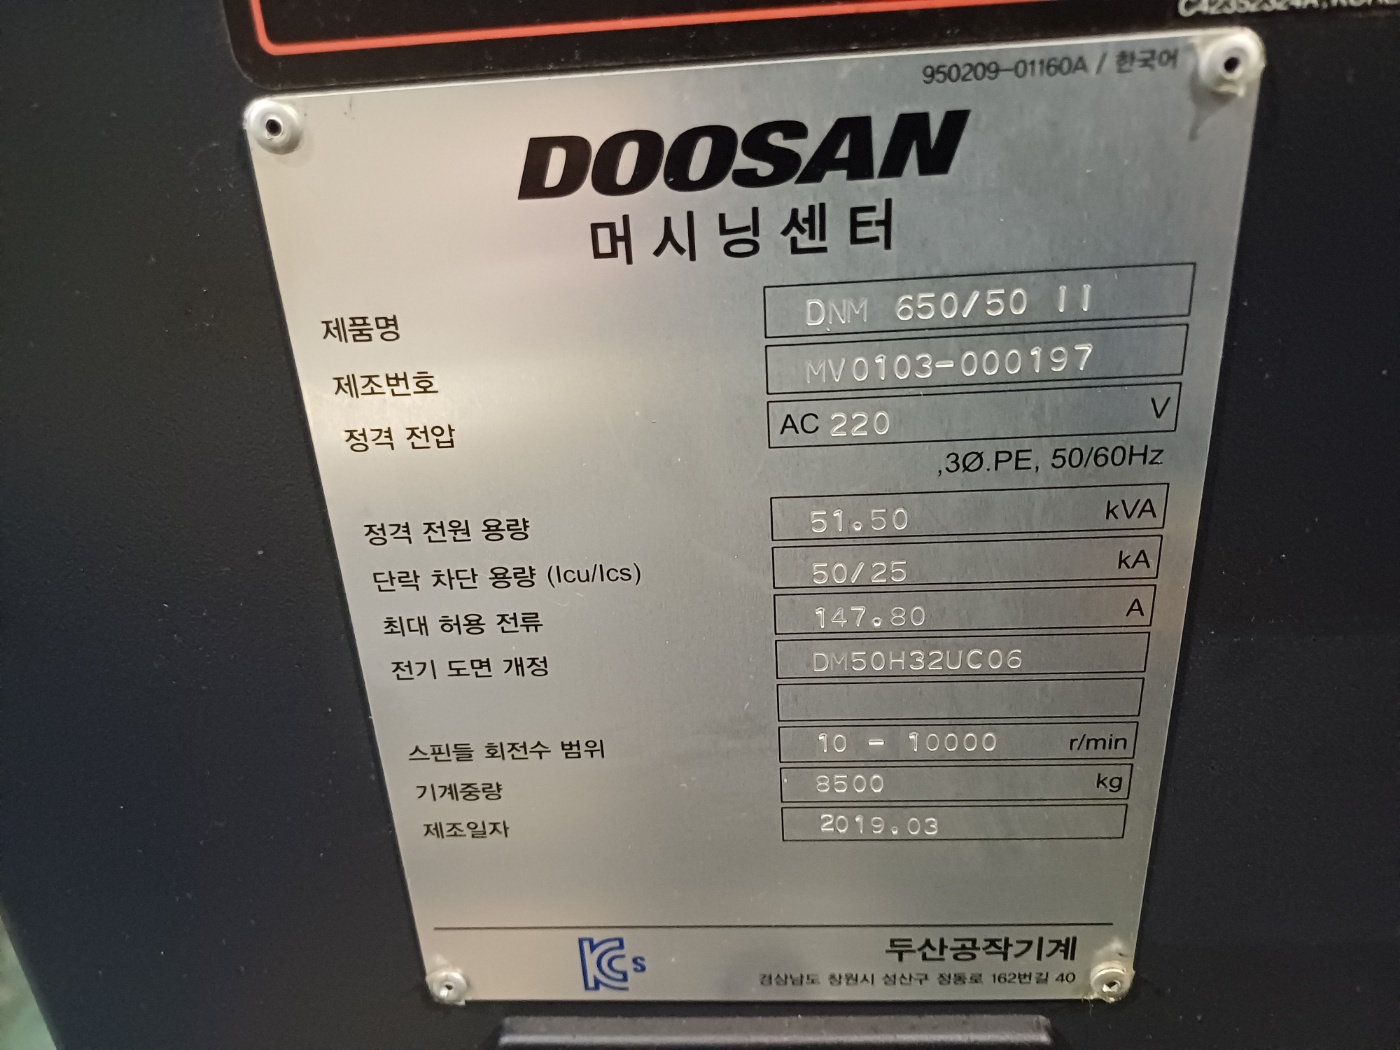 950209-01160A / 한국어
DOOSAN
머시닝센터
제품명 DNM 650/50 II
제조번호 MV0103-000197
정격 전압 AC 220 V
,3Ø.PE, 50/60Hz
정격 전원 용량 51.50 kVA
단락 차단 용량 (Icu/Ics) 50/25 kA
최대 허용 전류 147.80 A
전기 도면 개정 DM50H32UC06
스핀들 회전수 범위 10 - 10000 r/min
기계중량 8500 kg
제조일자 2019.03
KCs 두산공작기계
경상남도 창원시 성산구 정동로 162번길 40